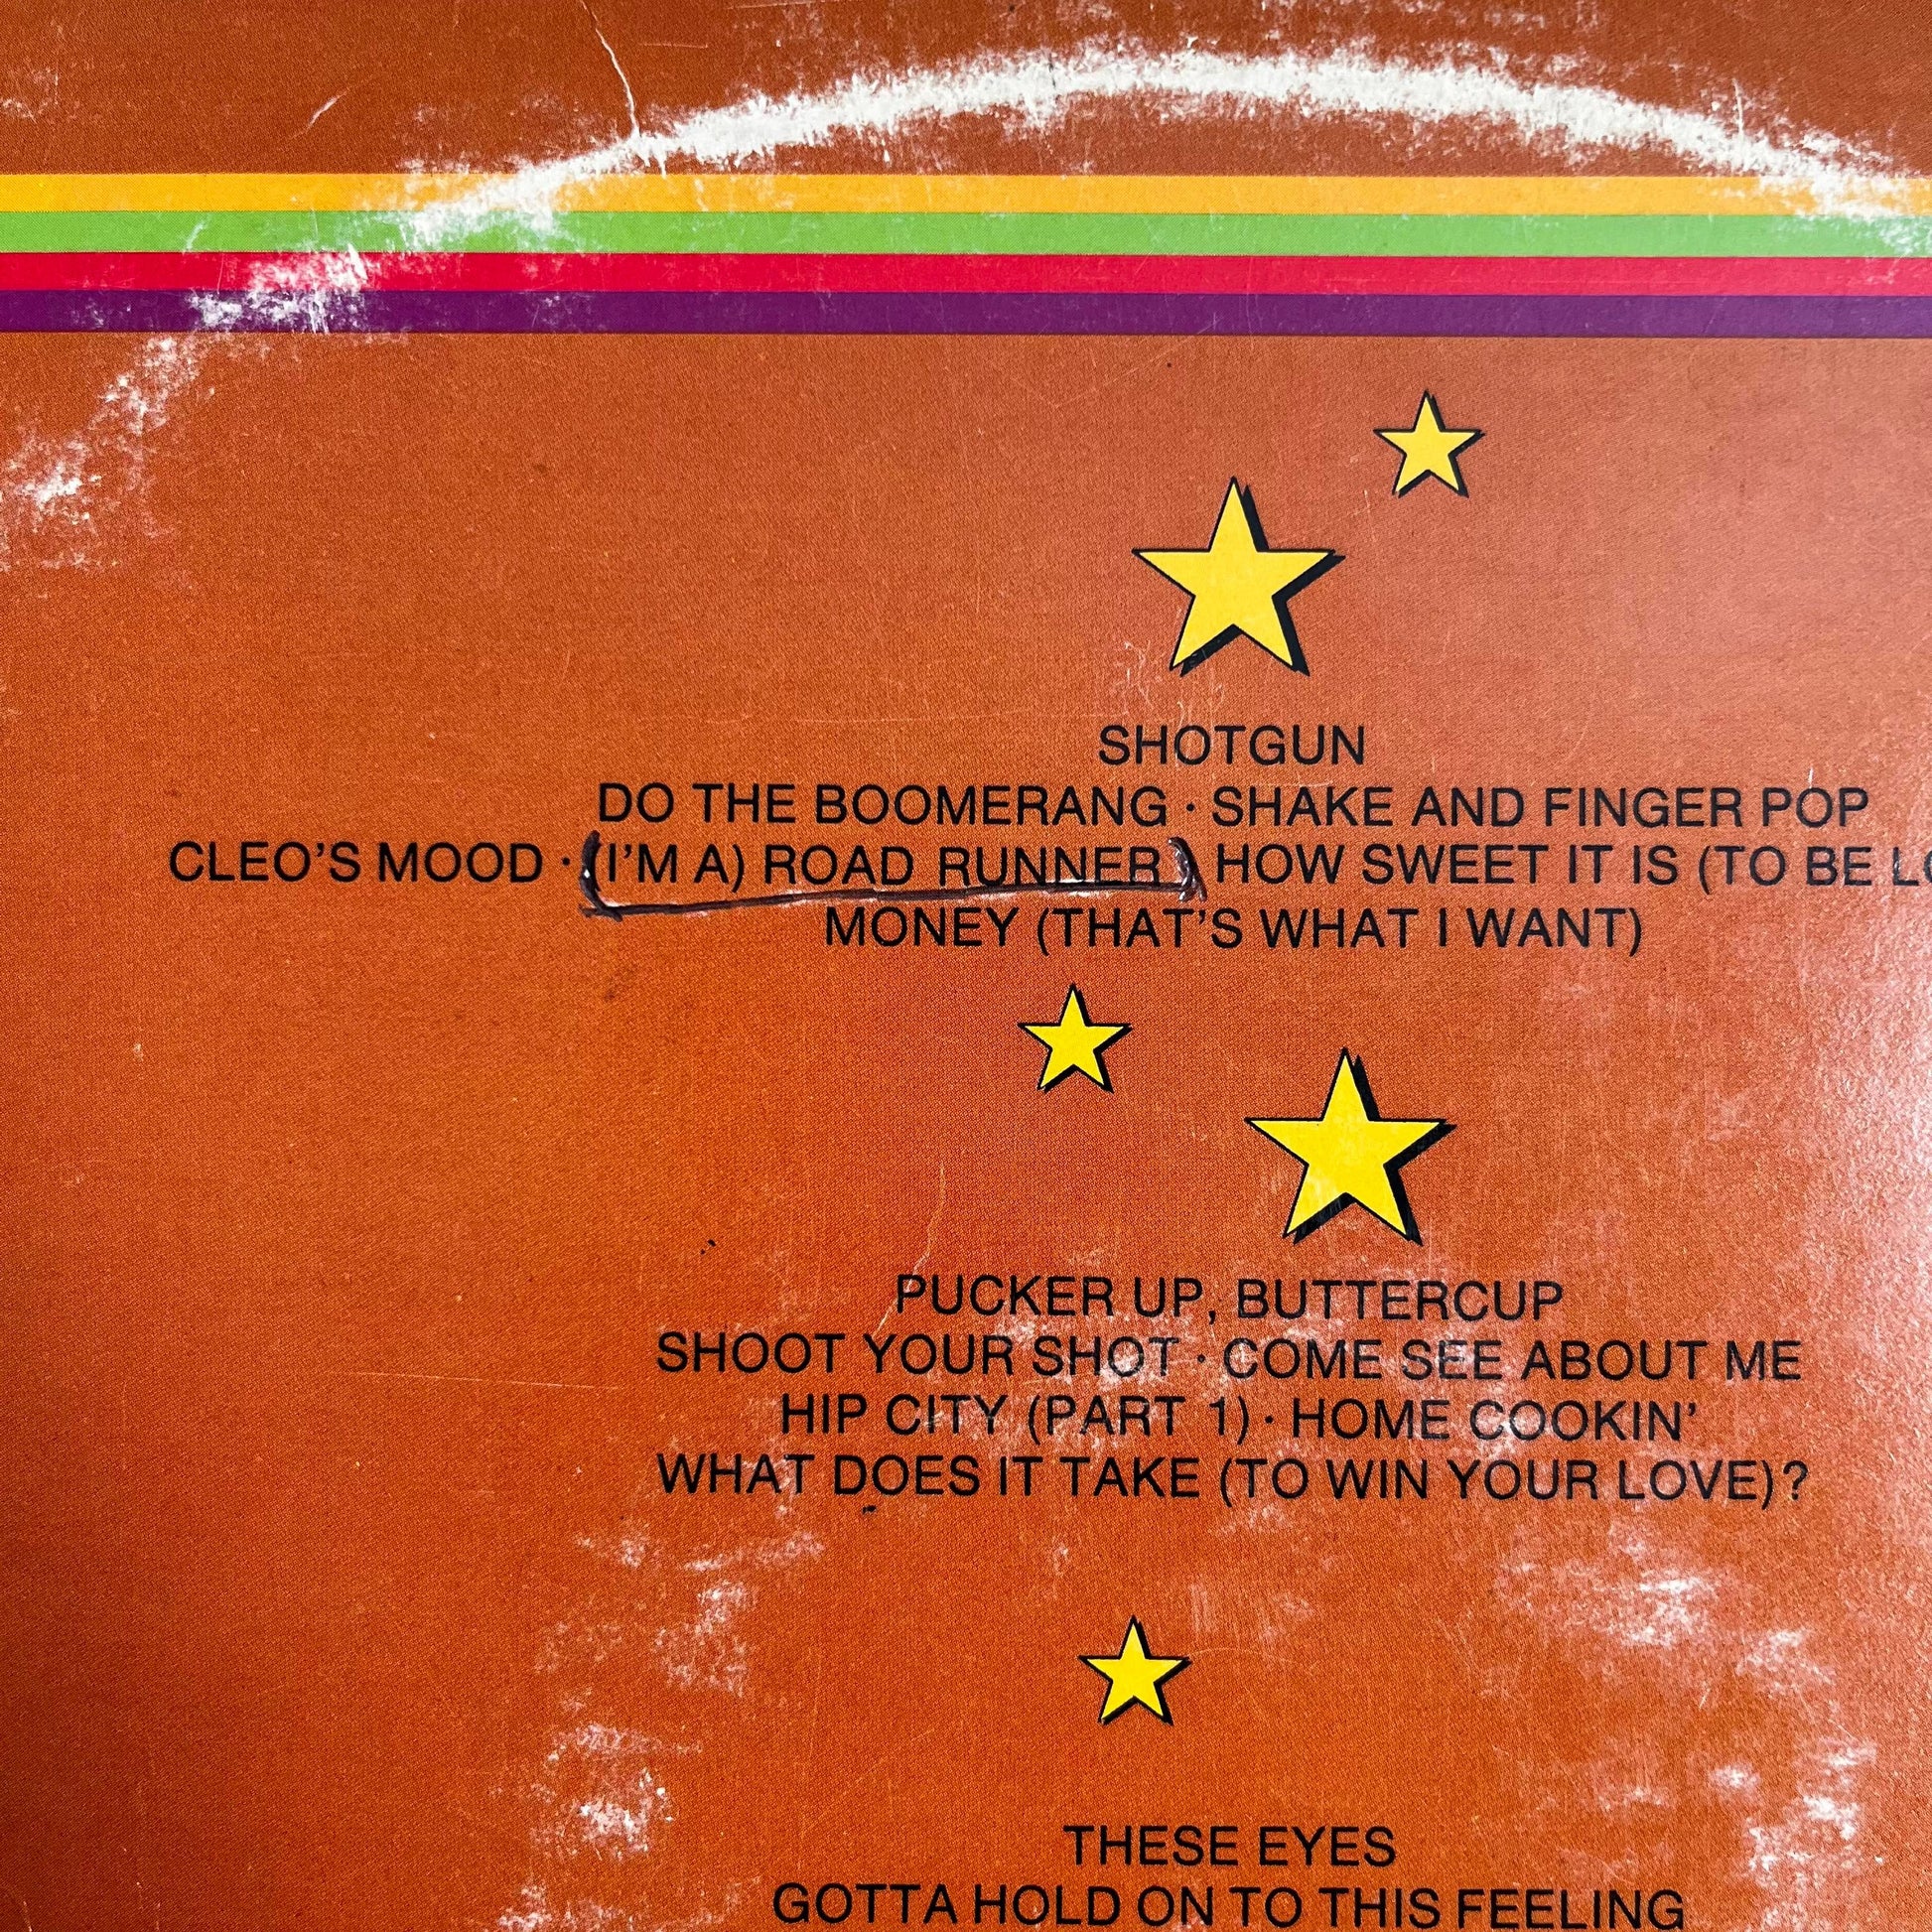 SHOTGUN
DO THE BOOMERANG · SHAKE AND FINGER POP
CLEO'S MOOD · (I'M A) ROAD RUNNER HOW SWEET IT IS (TO BE
MONEY (THAT'S WHAT I WANT)
PUCKER UP, BUTTERCUP
SHOOT YOUR SHOT · COME SEE ABOUT ME
HIP CITY (PART 1) · HOME COOKIN'
WHAT DOES IT TAKE (TO WIN YOUR LOVE)?
THESE EYES
GOTTA HOLD ON TO THIS FEELING